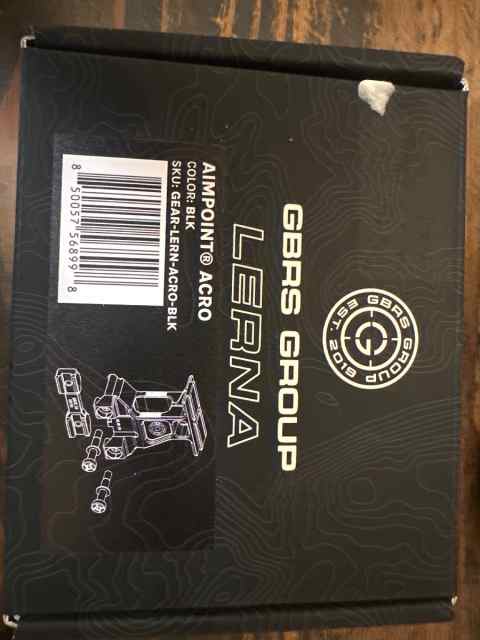 GBRS GROUP
EST.
GBRS GROUP
LERNA
AIMPOINT® ACRO
COLOR: BLK
SKU: GEAR-LERN-ACRO-BLK
8 50057 56899 8